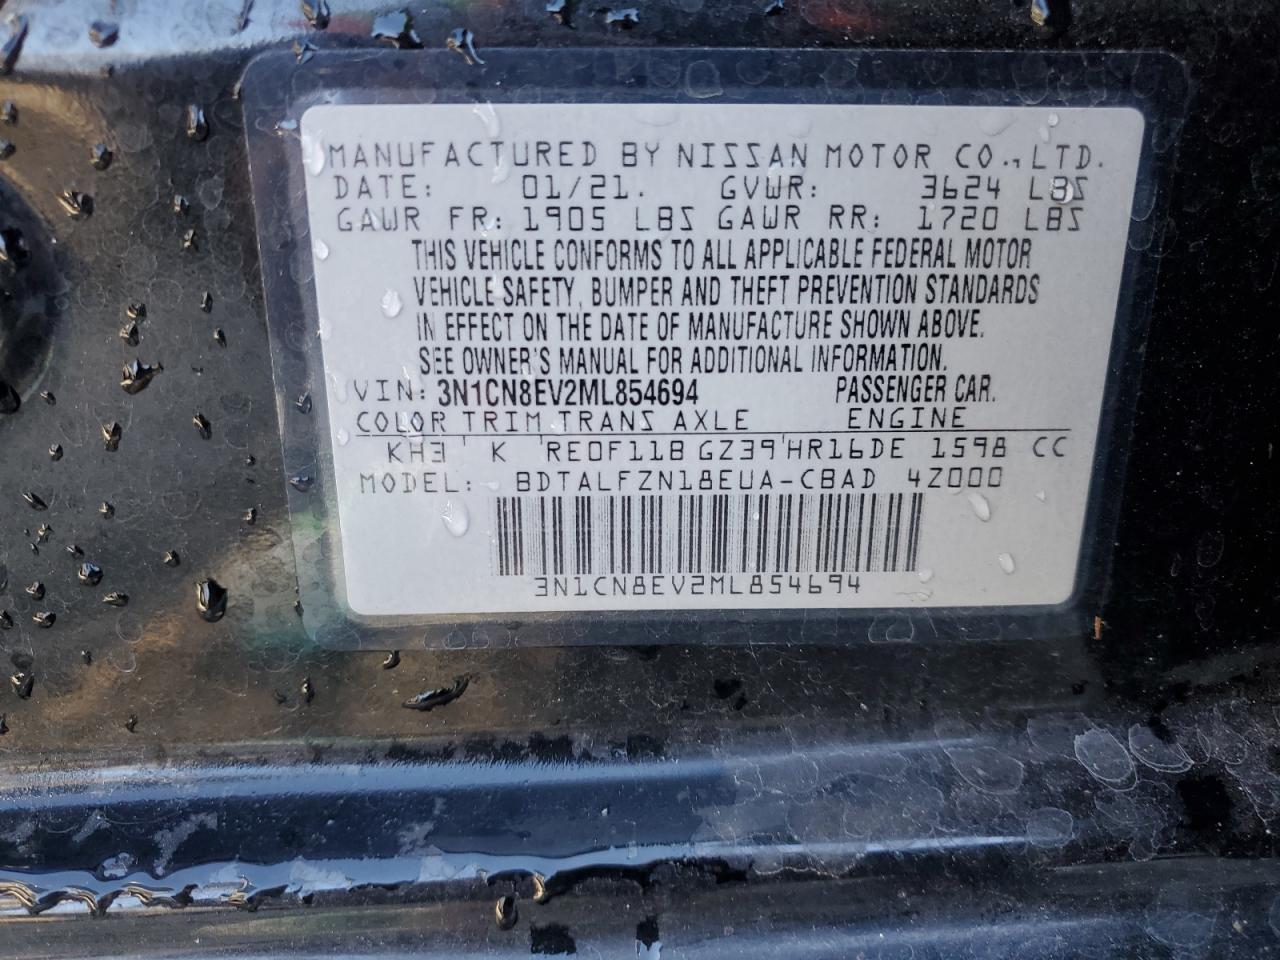 MANUFACTURED BY NISSAN MOTOR CO., LTD.
DATE: 01/21. GVWR: 3624 LBS
GAWR FR: 1905 LBS GAWR RR: 1720 LBS
THIS VEHICLE CONFORMS TO ALL APPLICABLE FEDERAL MOTOR
VEHICLE SAFETY, BUMPER AND THEFT PREVENTION STANDARDS
IN EFFECT ON THE DATE OF MANUFACTURE SHOWN ABOVE.
SEE OWNER'S MANUAL FOR ADDITIONAL INFORMATION.
VIN: 3N1CN8EV2ML854694 PASSENGER CAR.
COLOR TRIM TRANS AXLE ENGINE
KH3 K RE0F11B GZ39 HR16DE 1598 CC
MODEL: BDTALFZN18EUA-CBAD 4Z000
3N1CN8EV2ML854694